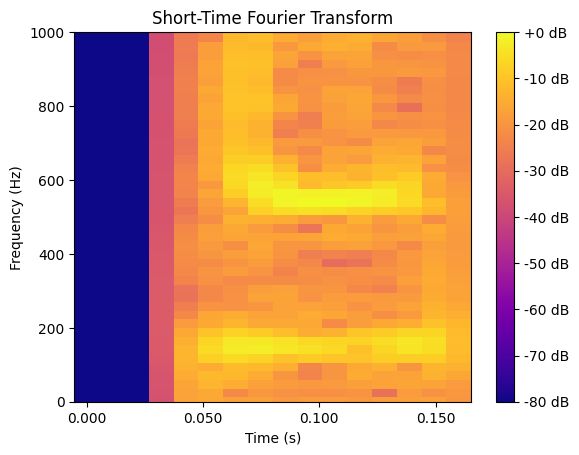 Short-Time Fourier Transform
1000
800
600
400
200
0
Frequency (Hz)
0.000
0.050
0.100
0.150
Time (s)
+0 dB
-10 dB
-20 dB
-30 dB
-40 dB
-50 dB
-60 dB
-70 dB
-80 dB